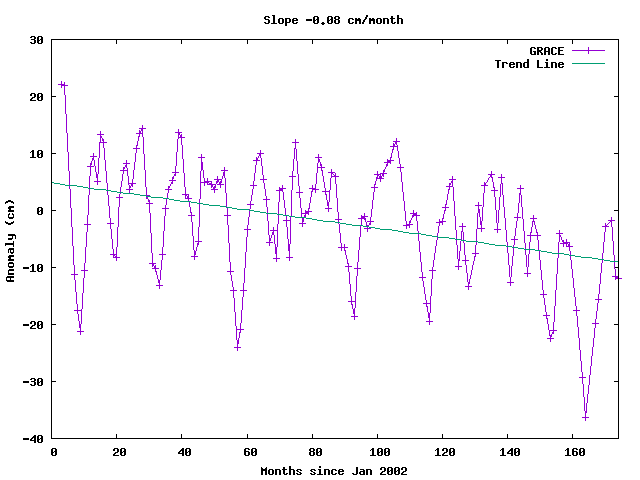 Slope -0.08 cm/month
GRACE
Trend Line
30
20
10
0
-10
-20
-30
-40
Anomaly (cm)
0 20 40 60 80 100 120 140 160
Months since Jan 2002